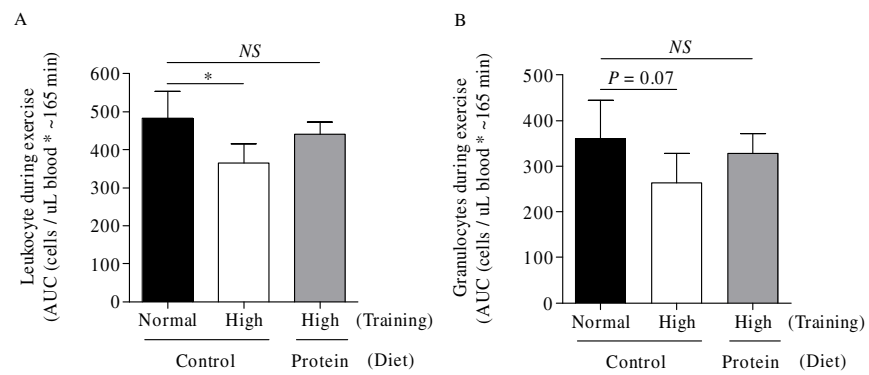 A
NS
*
600
500
400
300
200
100
0
Leukocyte during exercise
AUC (cells / uL blood * ~165 min)
Normal High High (Training)
Control Protein (Diet)
B
NS
P = 0.07
500
400
300
200
100
0
Granulocytes during exercise
AUC (cells / uL blood * ~165 min)
Normal High High (Training)
Control Protein (Diet)